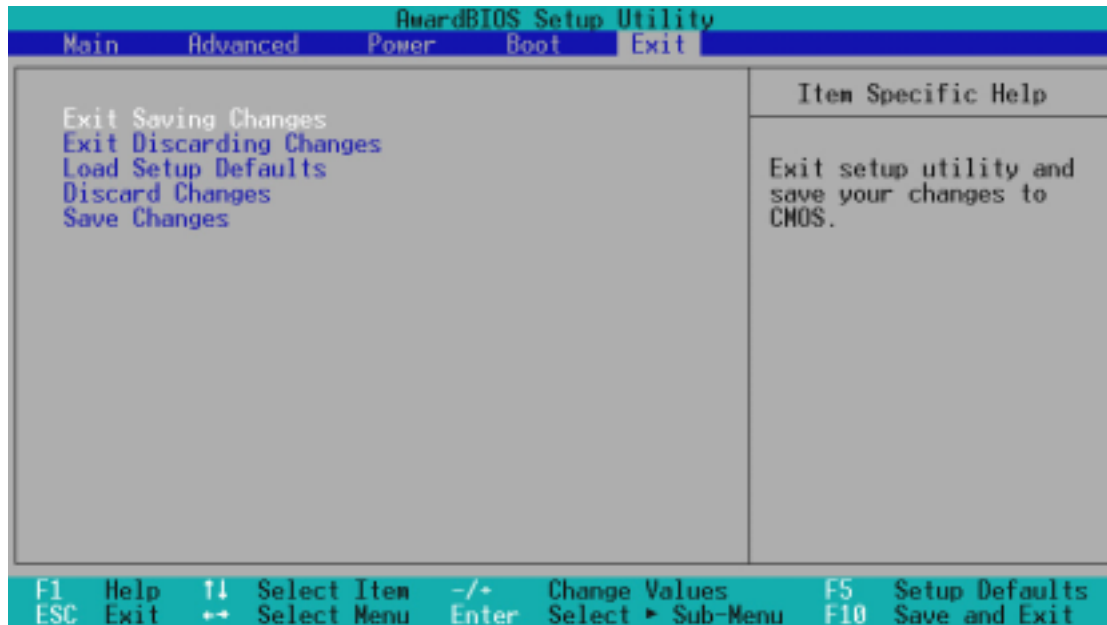 AwardBIOS Setup Utility
Main Advanced Power Boot Exit
Exit Saving Changes
Exit Discarding Changes
Load Setup Defaults
Discard Changes
Save Changes
Item Specific Help
Exit setup utility and
save your changes to
CMOS.
F1 Help ↑↓ Select Item -/+ Change Values F5 Setup Defaults
ESC Exit ←→ Select Menu Enter Select ► Sub-Menu F10 Save and Exit